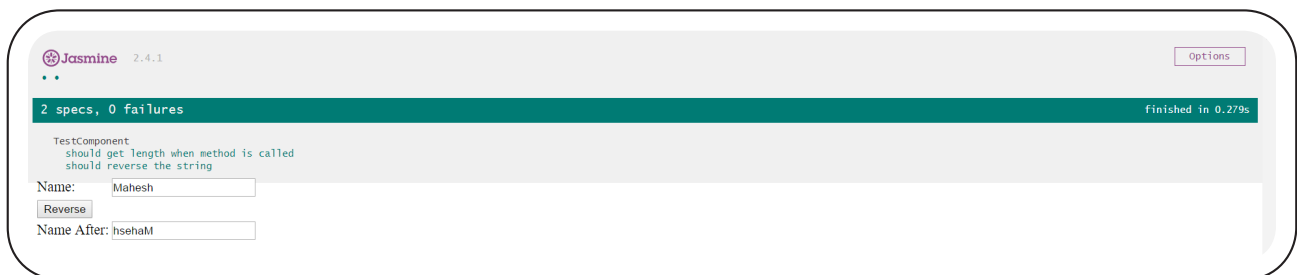 Jasmine 2.4.1 Options
2 specs, 0 failures finished in 0.279s
TestComponent
should get length when method is called
should reverse the string
Name: Mahesh
Reverse
Name After: hsehaM